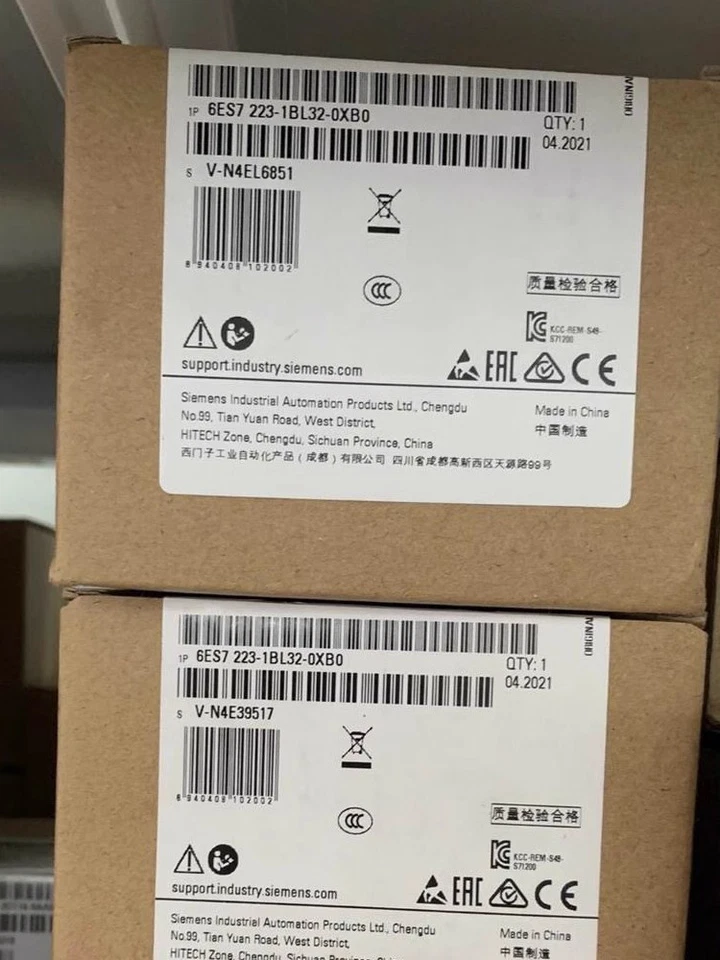 ORIGINAL
1P 6ES7 223-1BL32-0XB0
QTY: 1
04.2021
S V-N4EL6851
8 940408 102002
质量检验合格
KCC-REM-S49-
S71200
support.industry.siemens.com
EAC CE
Siemens Industrial Automation Products Ltd., Chengdu
No.99, Tian Yuan Road, West District,
HITECH Zone, Chengdu, Sichuan Province, China
西门子工业自动化产品（成都）有限公司 四川省成都高新西区天源路99号
Made in China
中国制造
ORIGINAL
1P 6ES7 223-1BL32-0XB0
QTY: 1
04.2021
S V-N4E39517
8 940408 102002
质量检验合格
KCC-REM-S49-
S71200
support.industry.siemens.com
EAC CE
Siemens Industrial Automation Products Ltd., Chengdu
No.99, Tian Yuan Road, West District,
HITECH Zone, Chengdu, Sichuan Province, China
Made in China
中国制造